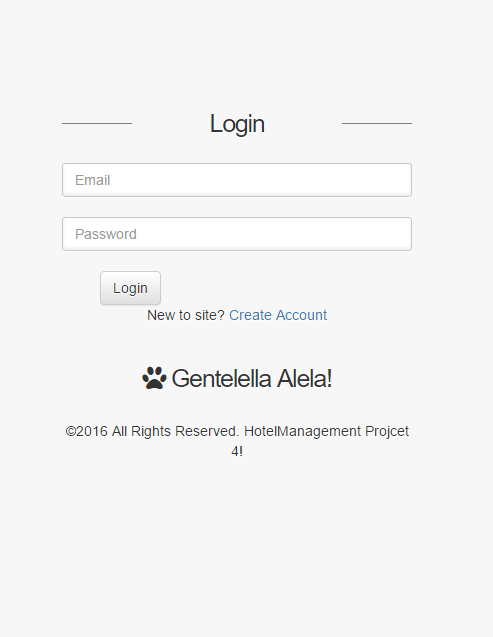 Login
Email
Password
Login
New to site? Create Account
Gentelella Alela!
©2016 All Rights Reserved. HotelManagement Projcet
4!